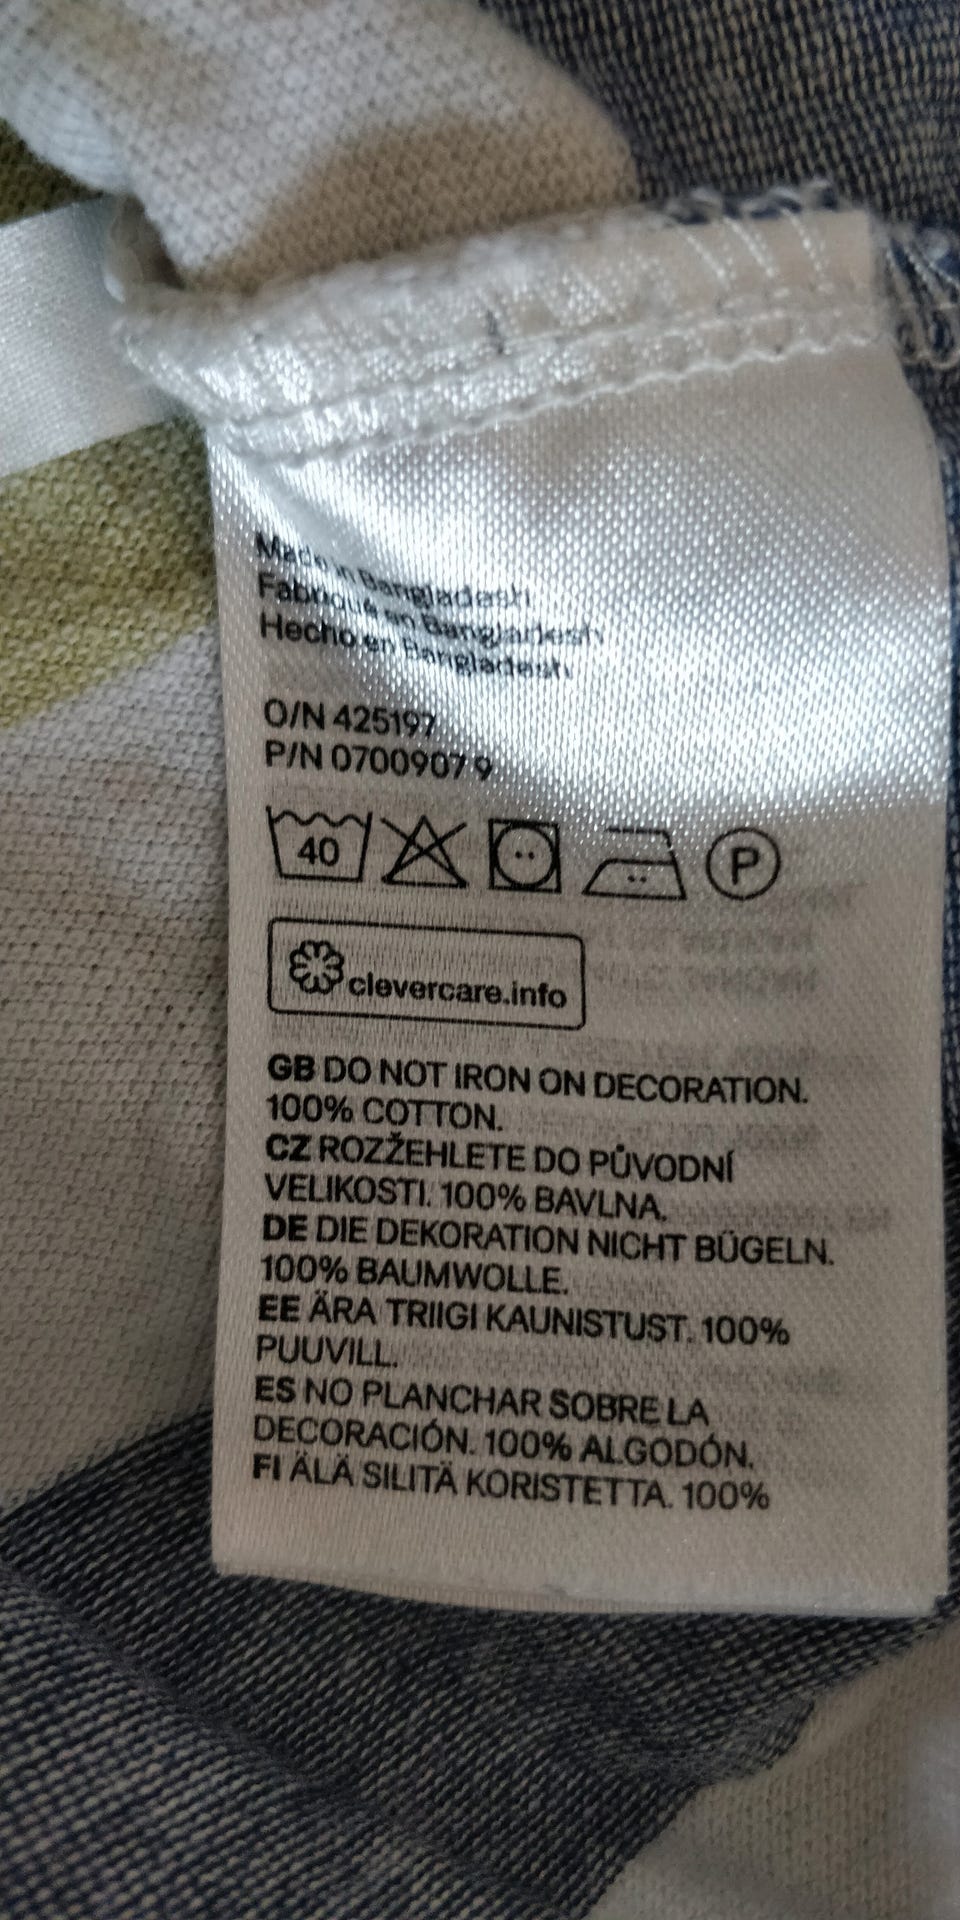 Made in Bangladesh
Fabriqué en Bangladesh
Hecho en Bangladesh
O/N 425197
P/N 0700907 9
40
P
clevercare.info
GB DO NOT IRON ON DECORATION.
100% COTTON.
CZ ROZŽEHLETE DO PŮVODNÍ
VELIKOSTI. 100% BAVLNA.
DE DIE DEKORATION NICHT BÜGELN.
100% BAUMWOLLE.
EE ÄRA TRIIGI KAUNISTUST. 100%
PUUVILL.
ES NO PLANCHAR SOBRE LA
DECORACIÓN. 100% ALGODÓN.
FI ÄLÄ SILITÄ KORISTETTA. 100%